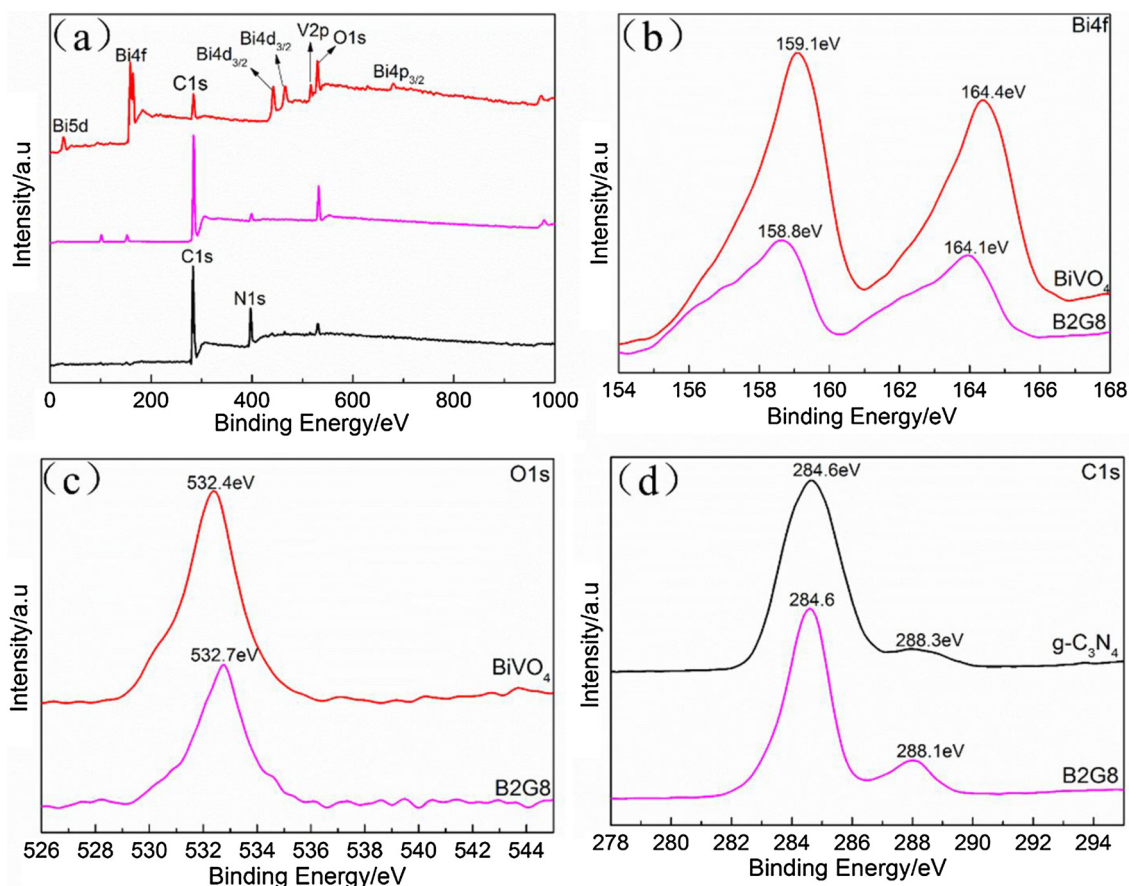 (a)
Bi5d
Bi4f
C1s
Bi4d3/2
Bi4d3/2
V2p
O1s
Bi4p3/2
C1s
N1s
Intensity/a.u
0 200 400 600 800 1000
Binding Energy/eV
(b)
Bi4f
159.1eV
164.4eV
158.8eV
164.1eV
BiVO4
B2G8
Intensity/a.u
154 156 158 160 162 164 166 168
Binding Energy/eV
(c)
O1s
532.4eV
BiVO4
532.7eV
B2G8
Intensity/a.u
526 528 530 532 534 536 538 540 542 544
Binding Energy/eV
(d)
C1s
284.6eV
288.3eV
g-C3N4
284.6
288.1eV
B2G8
Intensity/a.u
278 280 282 284 286 288 290 292 294
Binding Energy/eV